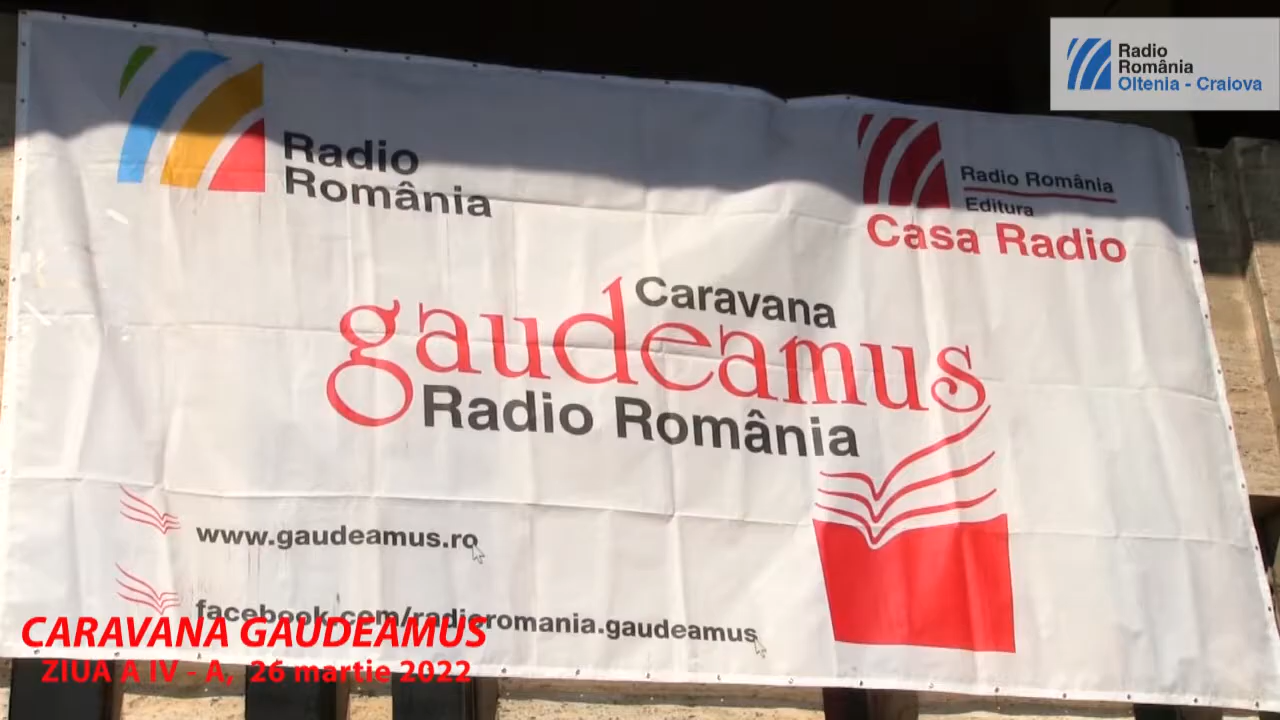 Radio
România
Oltenia - Craiova
Radio
România
Radio România
Editura
Casa Radio
Caravana
gaudeamus
Radio România
www.gaudeamus.ro
facebook.com/radioromania.gaudeamus
CARAVANA GAUDEAMUS
ZIUA A IV - A, 26 martie 2022